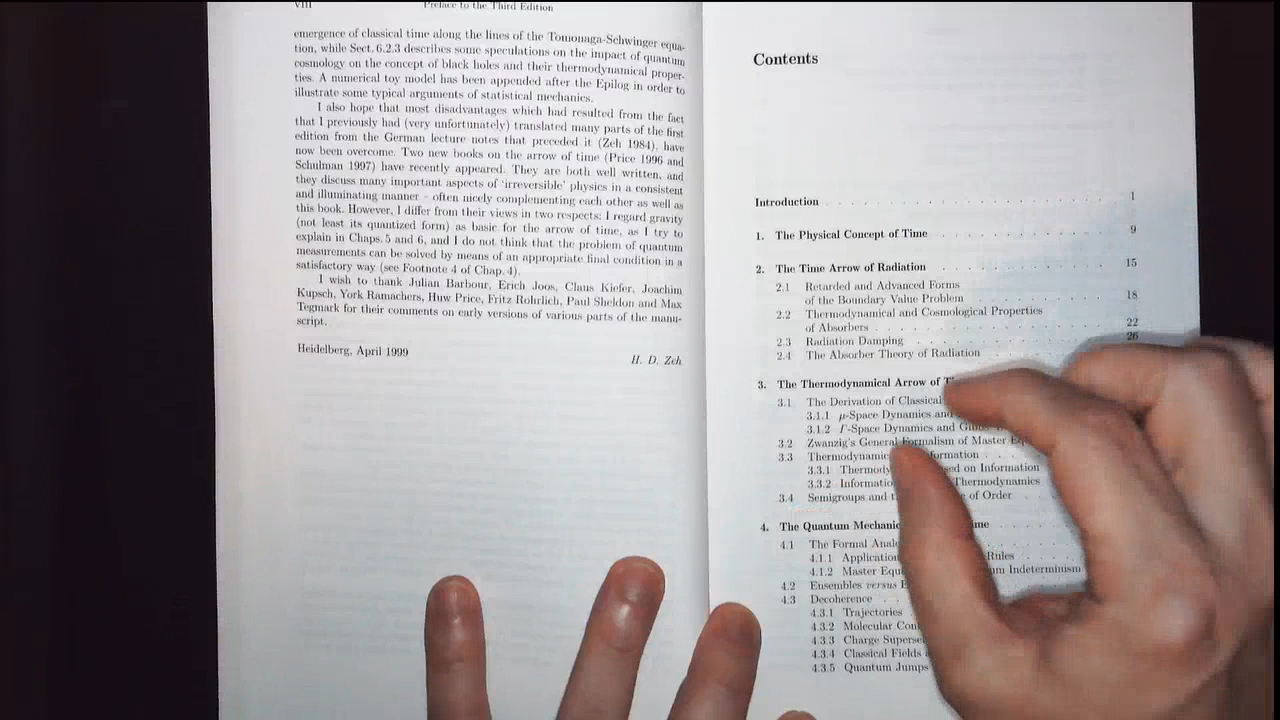 VIII Preface to the Third Edition
emergence of classical time along the lines of the Tomonaga-Schwinger equa-
tion, while Sect. 6.2.3 describes some speculations on the impact of quantum
cosmology on the concept of black holes and their thermodynamical proper-
ties. A numerical toy model has been appended after the Epilog in order to
illustrate some typical arguments of statistical mechanics.
I also hope that most disadvantages which had resulted from the fact
that I previously had (very unfortunately) translated many parts of the first
edition from the German lecture notes that preceded it (Zeh 1984), have
now been overcome. Two new books on the arrow of time (Price 1996 and
Schulman 1997) have recently appeared. They are both well written, and
they discuss many important aspects of 'irreversible' physics in a consistent
and illuminating manner – often nicely complementing each other as well as
this book. However, I differ from their views in two respects: I regard gravity
(not least its quantized form) as basic for the arrow of time, as I try to
explain in Chaps. 5 and 6, and I do not think that the problem of quantum
measurements can be solved by means of an appropriate final condition in a
satisfactory way (see Footnote 4 of Chap. 4).
I wish to thank Julian Barbour, Erich Joos, Claus Kiefer, Joachim
Kupsch, York Ramachers, Huw Price, Fritz Rohrlich, Paul Sheldon and Max
Tegmark for their comments on early versions of various parts of the manu-
script.
Heidelberg, April 1999 H. D. Zeh
Contents
Introduction 1
1. The Physical Concept of Time 9
2. The Time Arrow of Radiation 15
2.1 Retarded and Advanced Forms
of the Boundary Value Problem 18
2.2 Thermodynamical and Cosmological Properties
of Absorbers 22
2.3 Radiation Damping 26
2.4 The Absorber Theory of Radiation
3. The Thermodynamical Arrow of
3.1 The Derivation of Classical
3.1.1 μ-Space Dynamics and
3.1.2 Γ-Space Dynamics and
3.2 Zwanzig's General Formalism of Master
3.3
3.3.1 on Information
3.3.2 Thermodynamics
3.4 Semigroups and of Order
4. The Quantum
4.1 The Formal
4.1.1 Rules
4.1.2 Master Indeterminism
4.2 Ensembles versus
4.3 Decoherence
4.3.1 Trajectories
4.3.2 Molecular
4.3.3 Charge
4.3.4 Classical Fields
4.3.5 Quantum Jumps